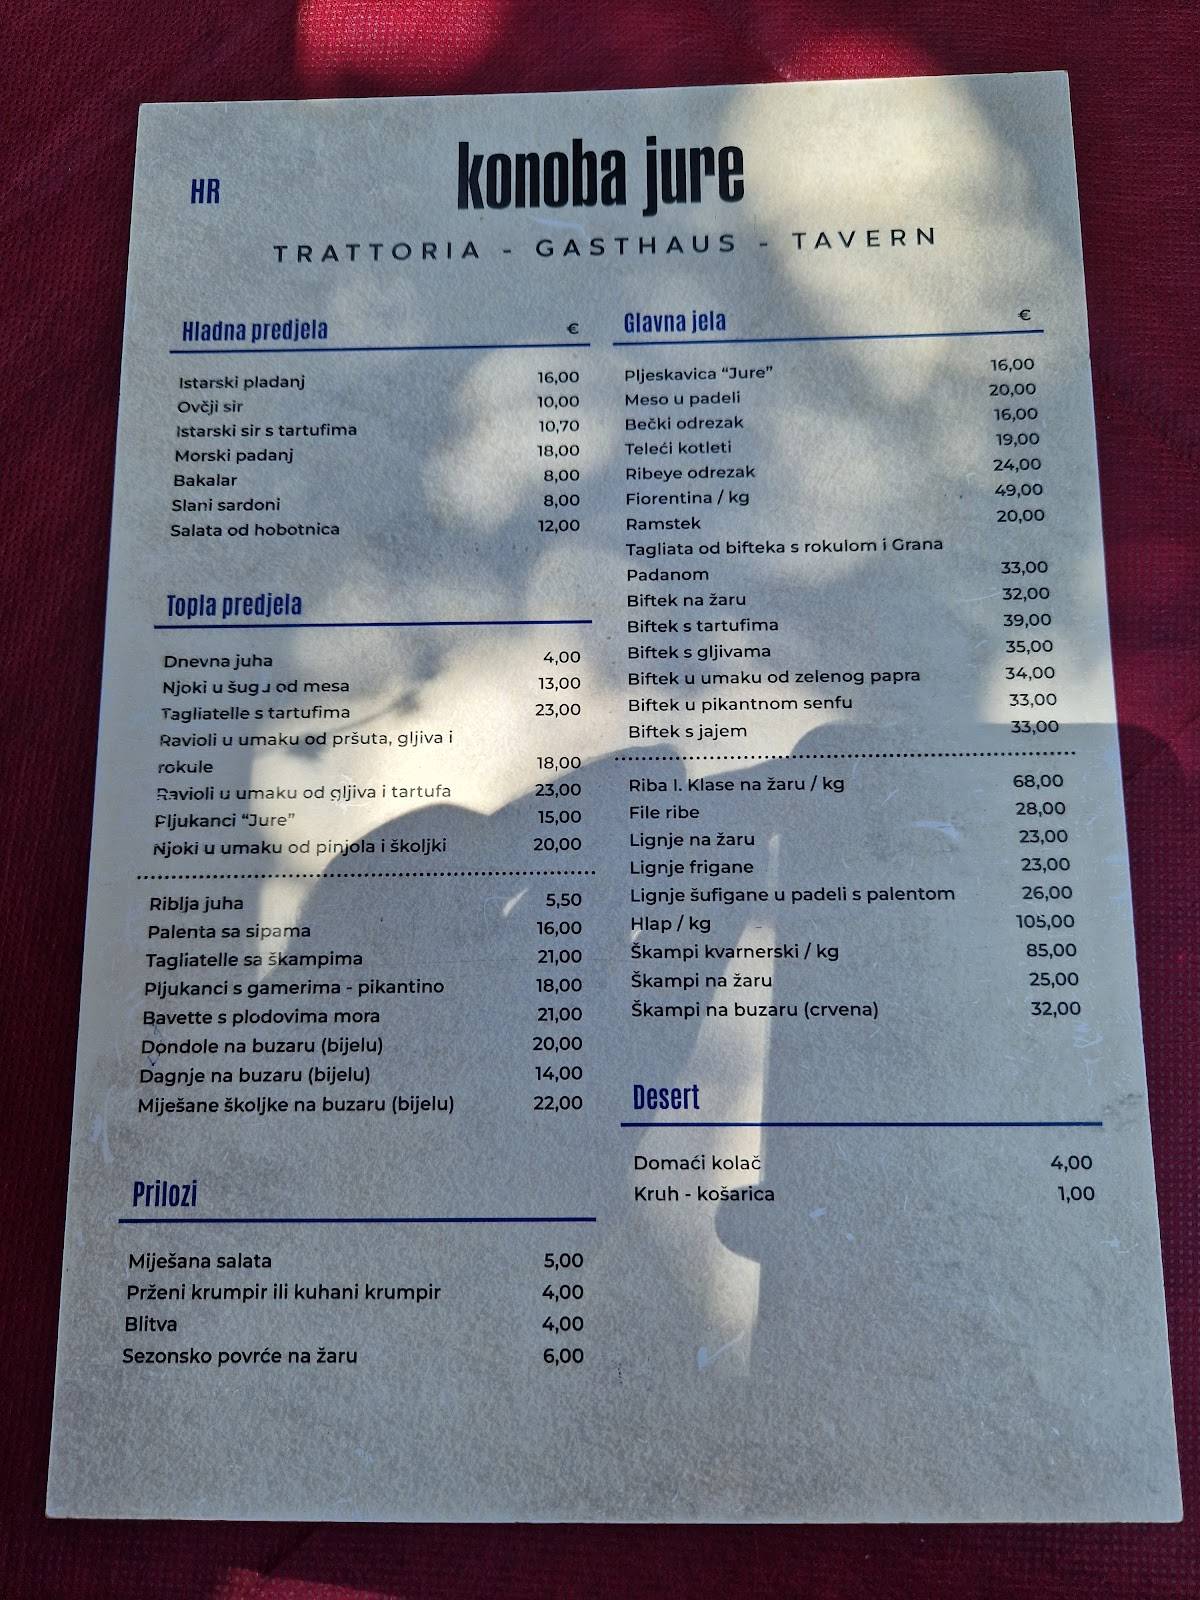 HR
konoba jure
TRATTORIA - GASTHAUS - TAVERN
Hladna predjela €
Istarski pladanj 16,00
Ovčji sir 10,00
Istarski sir s tartufima 10,70
Morski padanj 18,00
Bakalar 8,00
Slani sardoni 8,00
Salata od hobotnica 12,00
Topla predjela
Dnevna juha 4,00
Njoki u šugu od mesa 13,00
Tagliatelle s tartufima 23,00
Ravioli u umaku od pršuta, gljiva i
rokule 18,00
Ravioli u umaku od gljiva i tartufa 23,00
Pljukanci “Jure” 15,00
Njoki u umaku od pinjola i školjki 20,00
Riblja juha 5,50
Palenta sa sipama 16,00
Tagliatelle sa škampima 21,00
Pljukanci s gamerima - pikantino 18,00
Bavette s plodovima mora 21,00
Dondole na buzaru (bijelu) 20,00
Dagnje na buzaru (bijelu) 14,00
Miješane školjke na buzaru (bijelu) 22,00
Prilozi
Miješana salata 5,00
Prženi krumpir ili kuhani krumpir 4,00
Blitva 4,00
Sezonsko povrće na žaru 6,00
Glavna jela €
Pljeskavica “Jure” 16,00
Meso u padeli 20,00
Bečki odrezak 16,00
Teleći kotleti 19,00
Ribeye odrezak 24,00
Fiorentina / kg 49,00
Ramstek 20,00
Tagliata od bifteka s rokulom i Grana
Padanom 33,00
Biftek na žaru 32,00
Biftek s tartufima 39,00
Biftek s gljivama 35,00
Biftek u umaku od zelenog papra 34,00
Biftek u pikantnom senfu 33,00
Biftek s jajem 33,00
Riba I. Klase na žaru / kg 68,00
File ribe 28,00
Lignje na žaru 23,00
Lignje frigane 23,00
Lignje šufigane u padeli s palentom 26,00
Hlap / kg 105,00
Škampi kvarnerski / kg 85,00
Škampi na žaru 25,00
Škampi na buzaru (crvena) 32,00
Desert
Domaći kolač 4,00
Kruh - košarica 1,00